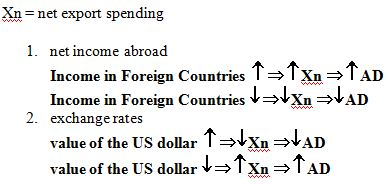 Xn = net export spending
1. net income abroad
Income in Foreign Countries ↑⇒↑Xn ⇒↑AD
Income in Foreign Countries ↓⇒↓Xn ⇒↓AD
2. exchange rates
value of the US dollar ↑⇒↓Xn ⇒↓AD
value of the US dollar ↓⇒↑Xn ⇒↑AD